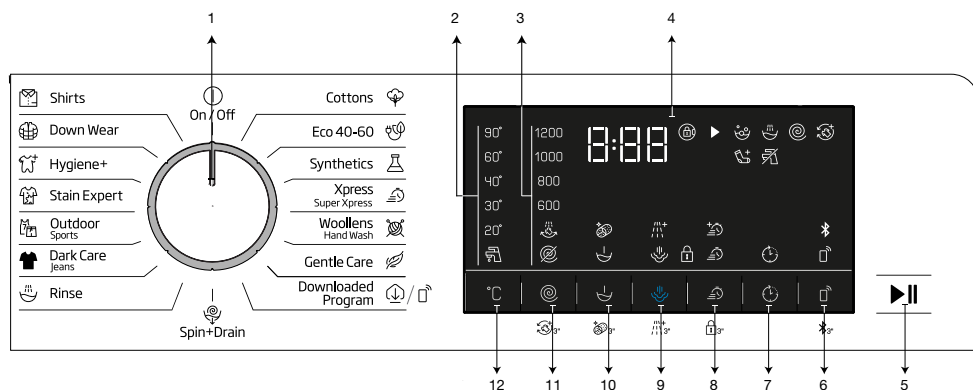 1
2
3
4
On/Off
Shirts
Down Wear
Hygiene+
Stain Expert
Outdoor
Sports
Dark Care
Jeans
Rinse
Spin+Drain
Cottons
Eco 40-60
Synthetics
Xpress
Super Xpress
Woollens
Hand Wash
Gentle Care
Downloaded
Program
/
90° 1200
60° 1000
40° 800
30° 600
20°
8:88
°C
3" 3" 3" 3" 3"
12 11 10 9 8 7 6 5